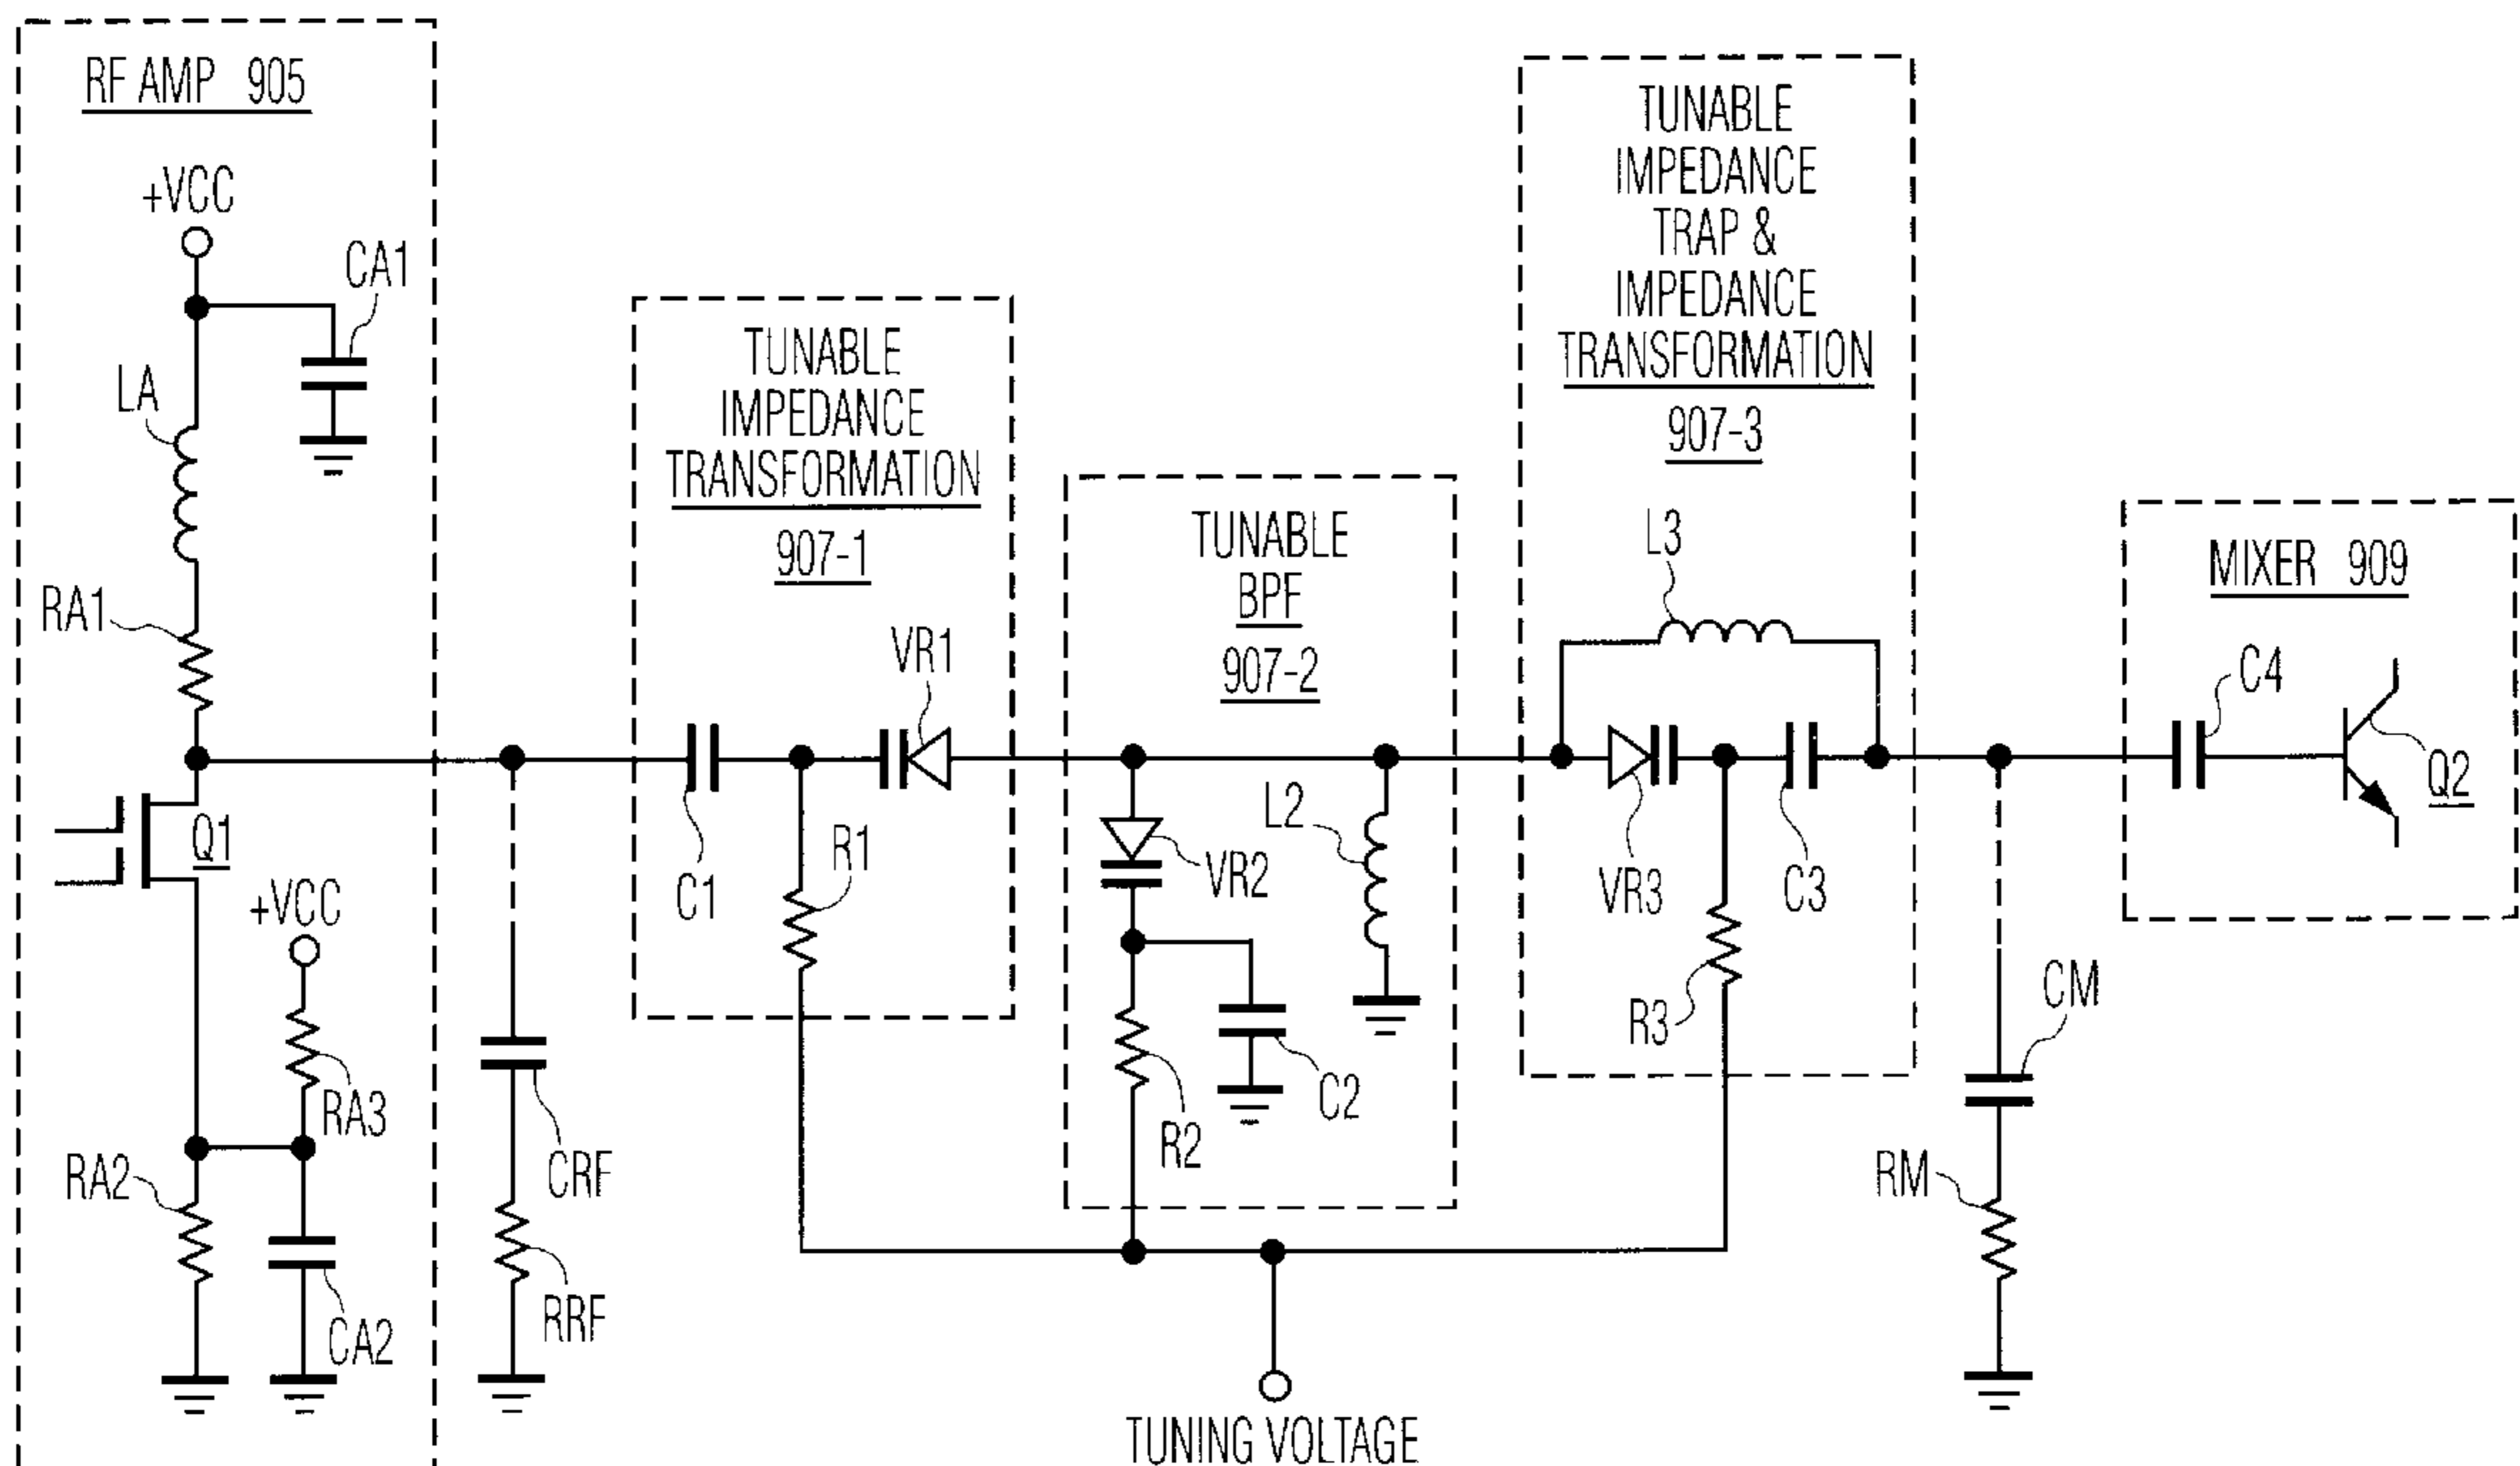 RF AMP 905
+VCC
CA1
LA
RA1
Q1
+VCC
RA3
RA2
CA2
CRF
RRF
TUNABLE
IMPEDANCE
TRANSFORMATION
907-1
VR1
C1
R1
TUNABLE
BPF
907-2
L2
VR2
C2
R2
TUNING VOLTAGE
TUNABLE
IMPEDANCE
TRAP &
IMPEDANCE
TRANSFORMATION
907-3
L3
VR3
C3
R3
CM
RM
MIXER 909
C4
Q2